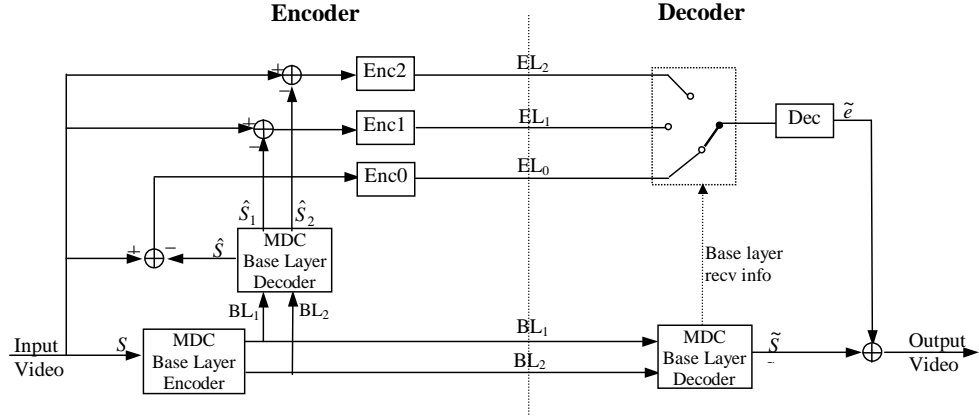 Encoder
Decoder
+
−
Enc2
EL₂
+
−
Enc1
EL₁
Dec
ẽ
Enc0
EL₀
Ŝ₁
Ŝ₂
+
−
Ŝ
MDC
Base Layer
Decoder
Base layer
recv info
BL₁
BL₂
Input
Video
S
MDC
Base Layer
Encoder
BL₁
BL₂
MDC
Base Layer
Decoder
S̃
Output
Video